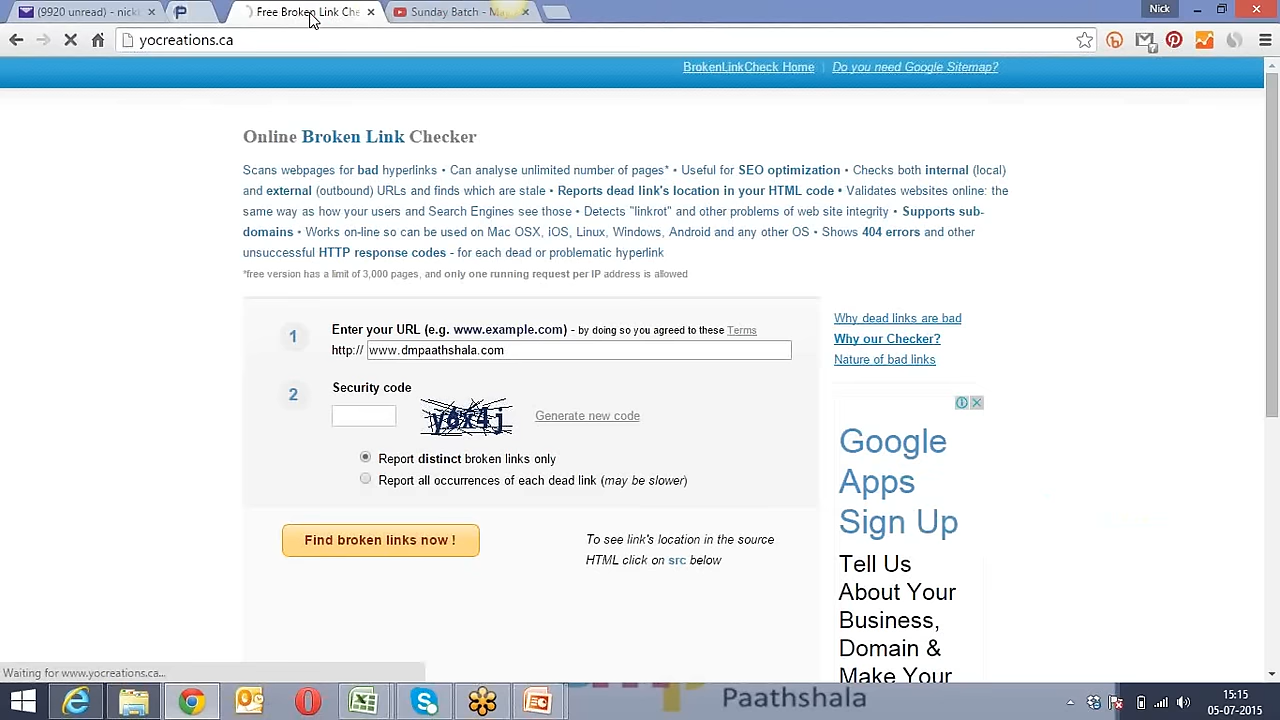 (9920 unread) - nick
Free Broken Link Che
Sunday Batch - Ma
Nick
yocreations.ca
BrokenLinkCheck Home | Do you need Google Sitemap?
Online Broken Link Checker
Scans webpages for bad hyperlinks • Can analyse unlimited number of pages* • Useful for SEO optimization • Checks both internal (local)
and external (outbound) URLs and finds which are stale • Reports dead link's location in your HTML code • Validates websites online: the
same way as how your users and Search Engines see those • Detects "linkrot" and other problems of web site integrity • Supports sub-
domains • Works on-line so can be used on Mac OSX, iOS, Linux, Windows, Android and any other OS • Shows 404 errors and other
unsuccessful HTTP response codes - for each dead or problematic hyperlink
*free version has a limit of 3,000 pages, and only one running request per IP address is allowed
1
Enter your URL (e.g. www.example.com) - by doing so you agreed to these Terms
http:// www.dmpaathshala.com
2
Security code
Generate new code
Report distinct broken links only
Report all occurrences of each dead link (may be slower)
Find broken links now !
To see link's location in the source
HTML click on src below
Why dead links are bad
Why our Checker?
Nature of bad links
Google
Apps
Sign Up
Tell Us
About Your
Business,
Domain &
Make Your
Waiting for www.yocreations.ca...
Paathshala
15:15
05-07-2015